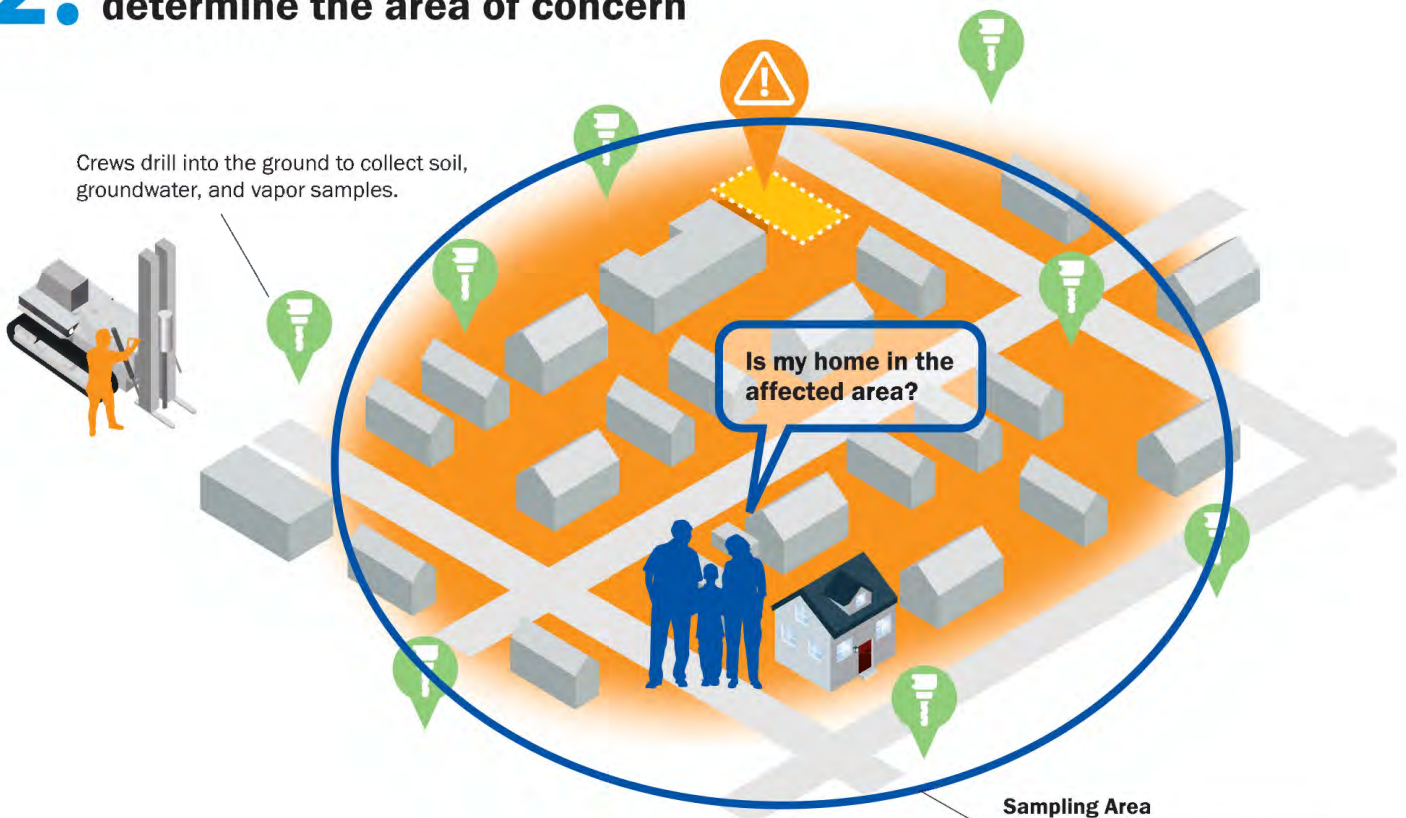 2. determine the area of concern
Crews drill into the ground to collect soil,
groundwater, and vapor samples.
Is my home in the
affected area?
Sampling Area